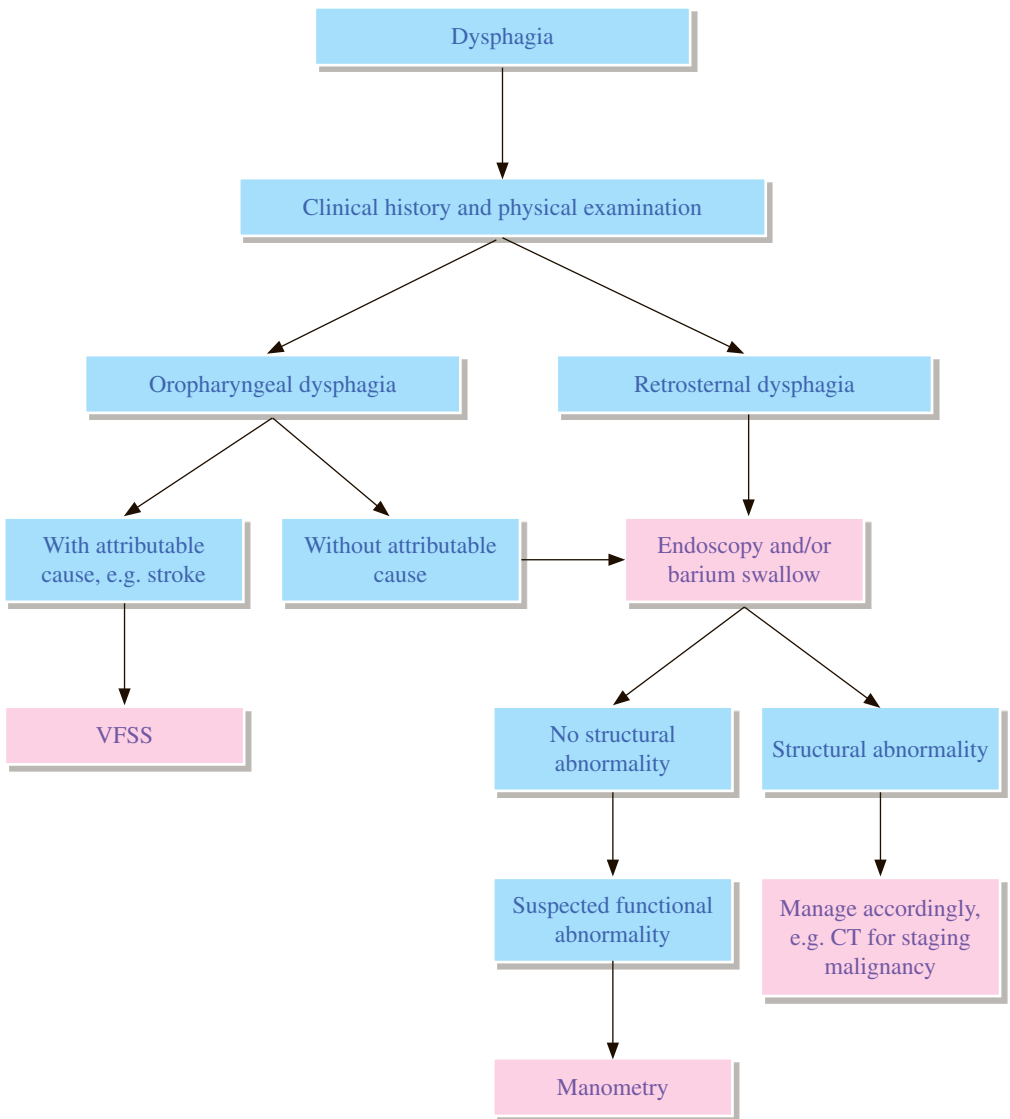 Dysphagia
Clinical history and physical examination
Oropharyngeal dysphagia
Retrosternal dysphagia
With attributable
cause, e.g. stroke
Without attributable
cause
Endoscopy and/or
barium swallow
VFSS
No structural
abnormality
Structural abnormality
Suspected functional
abnormality
Manage accordingly,
e.g. CT for staging
malignancy
Manometry